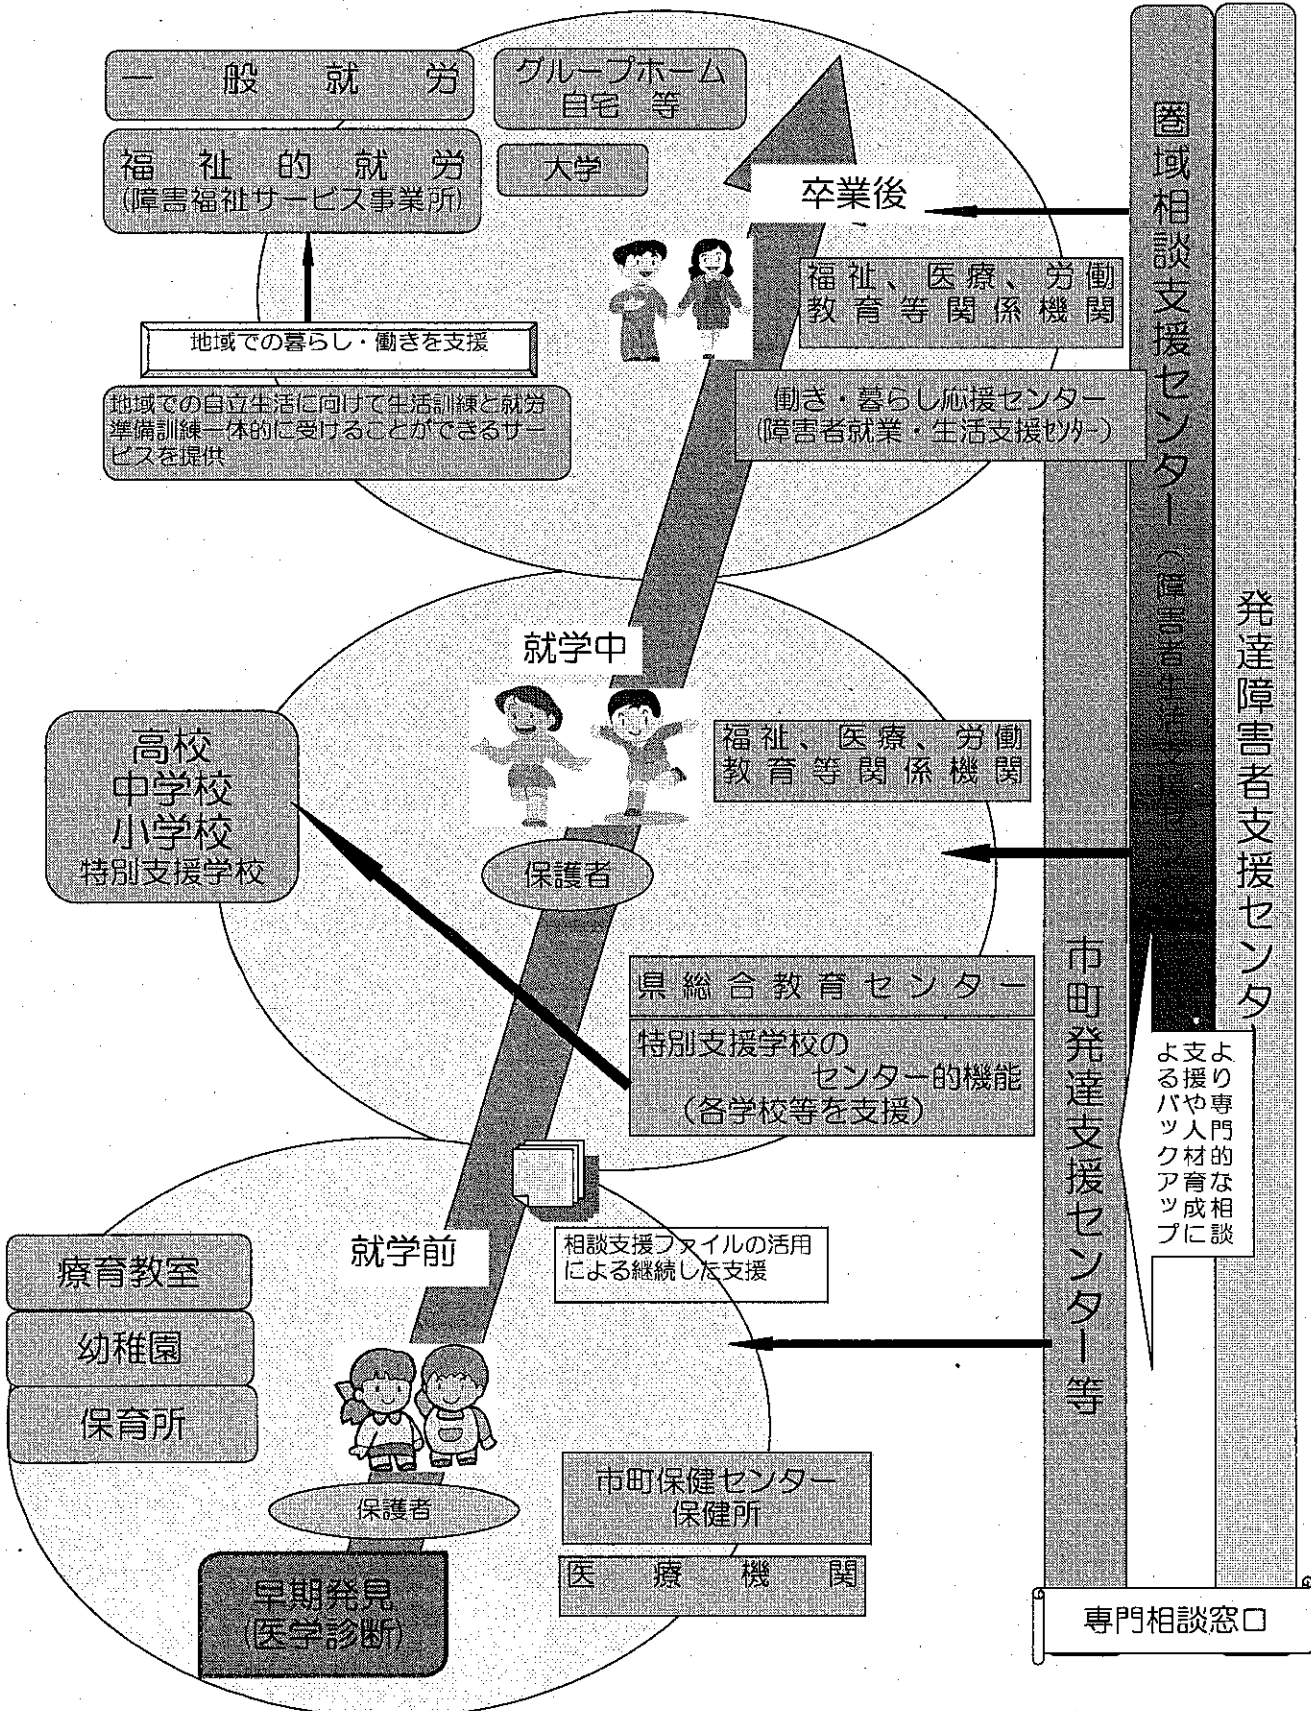 一般就労
グループホーム
自宅 等
福祉的就労
(障害福祉サービス事業所)
大学
卒業後
福祉、医療、労働
教育等関係機関
地域での暮らし・働きを支援
地域での自立生活に向けて生活訓練と就労
準備訓練一体的に受けることができるサー
ビスを提供
働き・暮らし応援センター
(障害者就業・生活支援センター)
就学中
高校
中学校
小学校
特別支援学校
福祉、医療、労働
教育等関係機関
保護者
県総合教育センター
特別支援学校の
センター的機能
(各学校等を支援)
就学前
相談支援ファイルの活用
による継続した支援
療育教室
幼稚園
保育所
保護者
市町保健センター
保健所
医療機関
早期発見
(医学診断)
発達障害者支援センター
圏域相談支援センター(障害者生活支援
市町発達支援センター等
より専門的な相談
支援や人材育成に
よるバックアップ
専門相談窓口